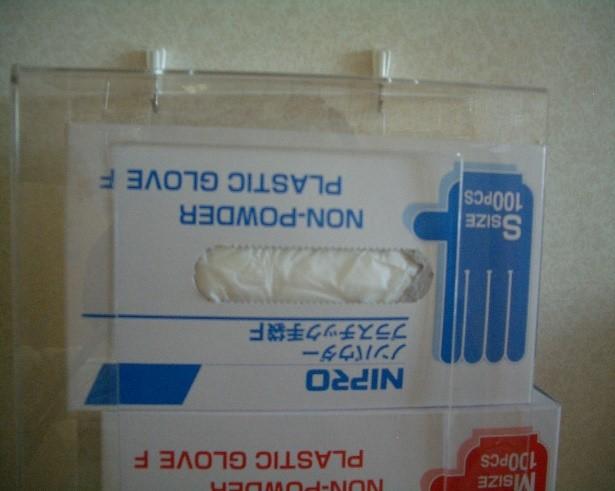 NIPRO
ノンパウダー
プラスチック手袋F
NON-POWDER
PLASTIC GLOVE F
S SIZE
100PCS
M SIZE
100PCS
NON-POWDER
PLASTIC GLOVE F